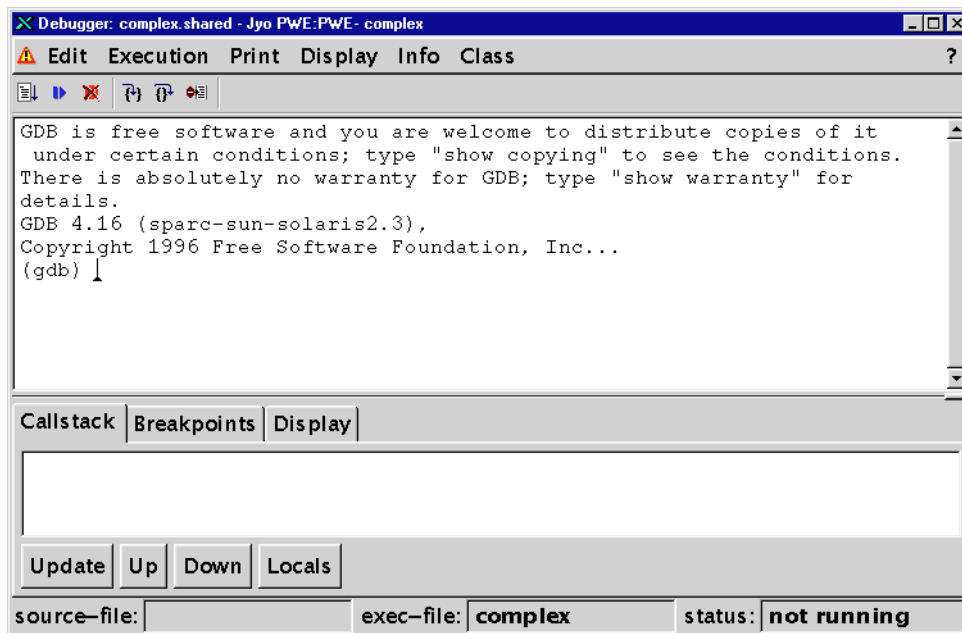 Debugger: complex.shared - Jyo PWE:PWE- complex
Edit Execution Print Display Info Class ?
GDB is free software and you are welcome to distribute copies of it
under certain conditions; type "show copying" to see the conditions.
There is absolutely no warranty for GDB; type "show warranty" for
details.
GDB 4.16 (sparc-sun-solaris2.3),
Copyright 1996 Free Software Foundation, Inc...
(gdb)
Callstack Breakpoints Display
Update Up Down Locals
source-file: exec-file: complex status: not running